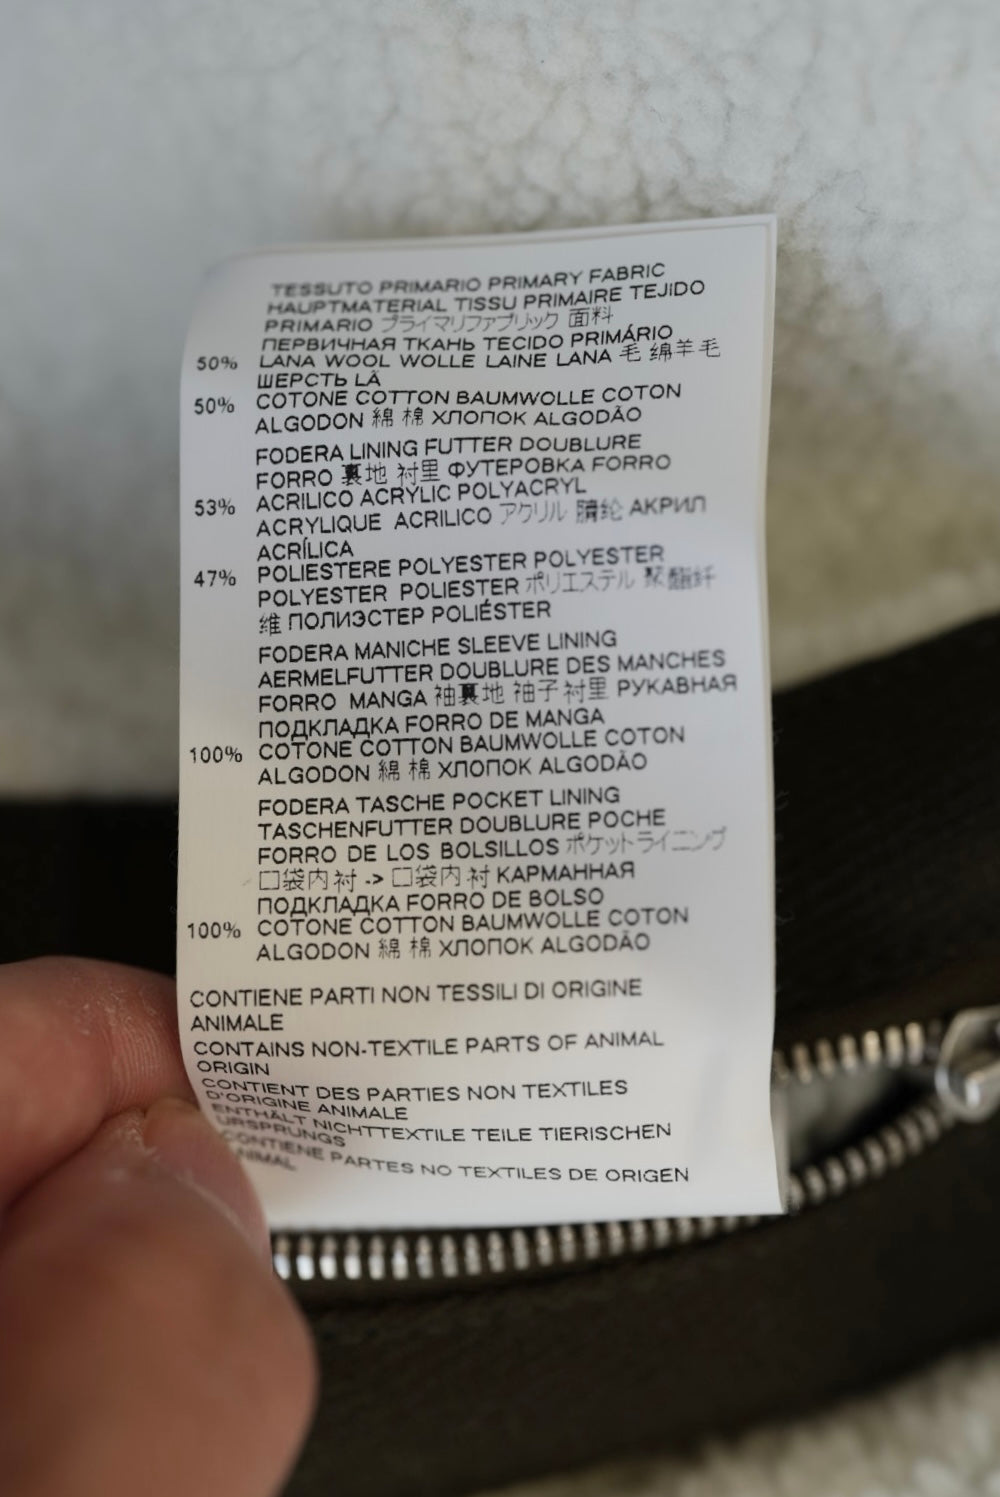 TESSUTO PRIMARIO PRIMARY FABRIC
HAUPTMATERIAL TISSU PRIMAIRE TEJIDO
PRIMARIO プライマリファブリック 面料
ПЕРВИЧНАЯ ТКАНЬ TECIDO PRIMÁRIO
50% LANA WOOL WOLLE LAINE LANA 毛 绵羊毛
ШЕРСТЬ LÃ
50% COTONE COTTON BAUMWOLLE COTON
ALGODON 綿 棉 ХЛОПОК ALGODÃO
FODERA LINING FUTTER DOUBLURE
FORRO 裏地 衬里 ФУТЕРОВКА FORRO
53% ACRILICO ACRYLIC POLYACRYL
ACRYLIQUE ACRILICO アクリル 腈纶 АКРИЛ
ACRÍLICA
47% POLIESTERE POLYESTER POLYESTER
POLYESTER POLIESTER ポリエステル 聚酯纤
维 ПОЛИЭСТЕР POLIÉSTER
FODERA MANICHE SLEEVE LINING
AERMELFUTTER DOUBLURE DES MANCHES
FORRO MANGA 袖裏地 袖子衬里 РУКАВНАЯ
ПОДКЛАДКА FORRO DE MANGA
100% COTONE COTTON BAUMWOLLE COTON
ALGODON 綿 棉 ХЛОПОК ALGODÃO
FODERA TASCHE POCKET LINING
TASCHENFUTTER DOUBLURE POCHE
FORRO DE LOS BOLSILLOS ポケットライニング
口袋内衬 -> 口袋内衬 КАРМАННАЯ
ПОДКЛАДКА FORRO DE BOLSO
100% COTONE COTTON BAUMWOLLE COTON
ALGODON 綿 棉 ХЛОПОК ALGODÃO
CONTIENE PARTI NON TESSILI DI ORIGINE
ANIMALE
CONTAINS NON-TEXTILE PARTS OF ANIMAL
ORIGIN
CONTIENT DES PARTIES NON TEXTILES
D'ORIGINE ANIMALE
ENTHÄLT NICHTTEXTILE TEILE TIERISCHEN
URSPRUNGS
CONTIENE PARTES NO TEXTILES DE ORIGEN
ANIMAL